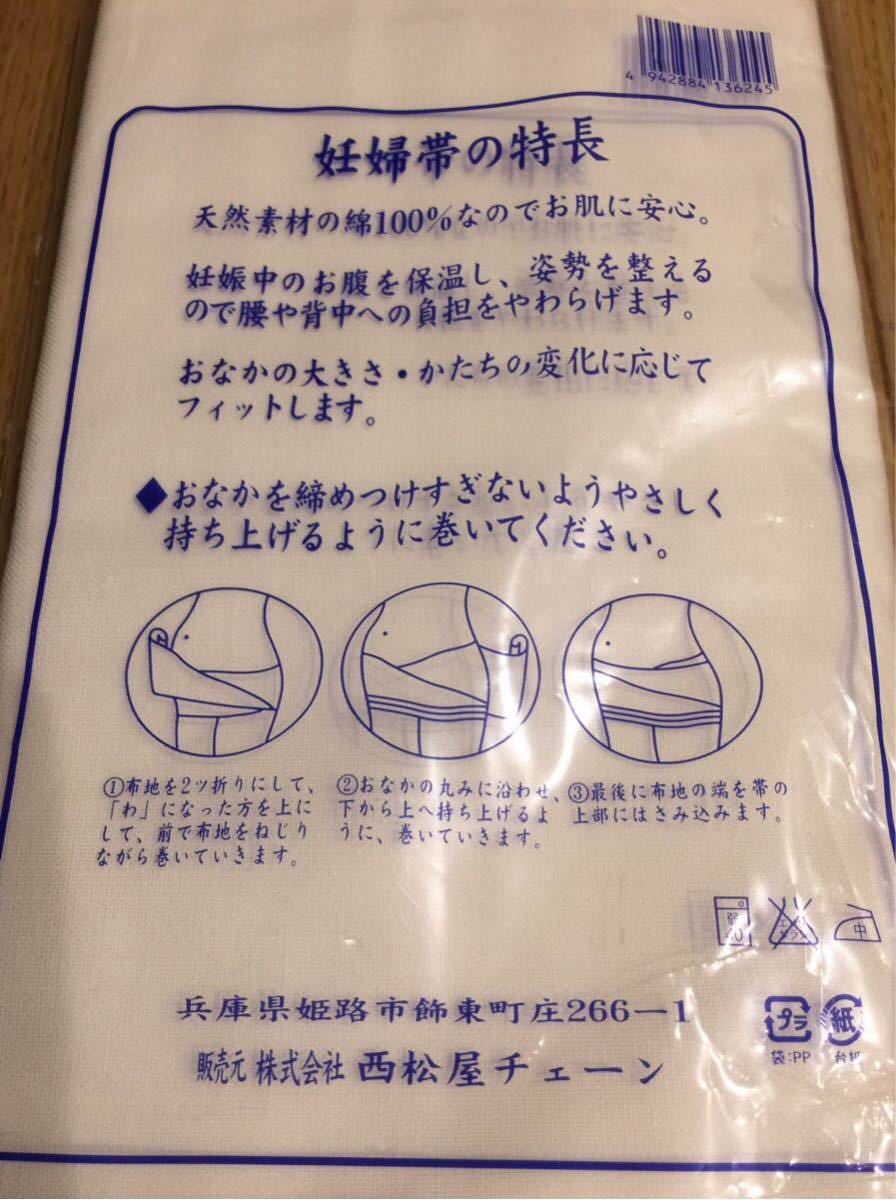 4 942884 136245
妊婦帯の特長
天然素材の綿100%なのでお肌に安心。
妊娠中のお腹を保温し、姿勢を整える
ので腰や背中への負担をやわらげます。
おなかの大きさ・かたちの変化に応じて
フィットします。
◆おなかを締めつけすぎないようやさしく
持ち上げるように巻いてください。
①布地を2ツ折りにして、
「わ」になった方を上に
して、前で布地をねじり
ながら巻いていきます。
②おなかの丸みに沿わせ、
下から上へ持ち上げるよ
うに、巻いていきます。
③最後に布地の端を帯の
上部にはさみ込みます。
弱
40
中
兵庫県姫路市飾東町庄266-1
販売元 株式会社 西松屋チェーン
プラ
袋:PP
紙
台紙